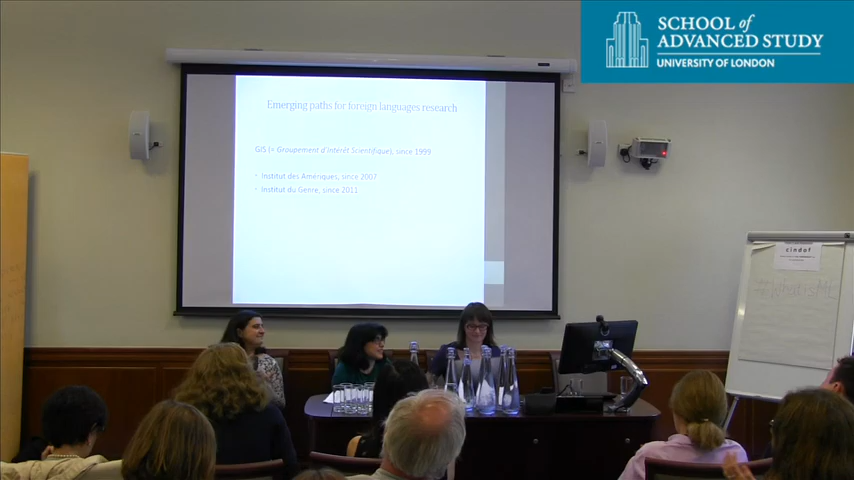 SCHOOL of
ADVANCED STUDY
UNIVERSITY OF LONDON
Emerging paths for foreign languages research
GIS (= Groupement d'Intérêt Scientifique), since 1999
- Institut des Amériques, since 2007
- Institut du Genre, since 2011
cindof